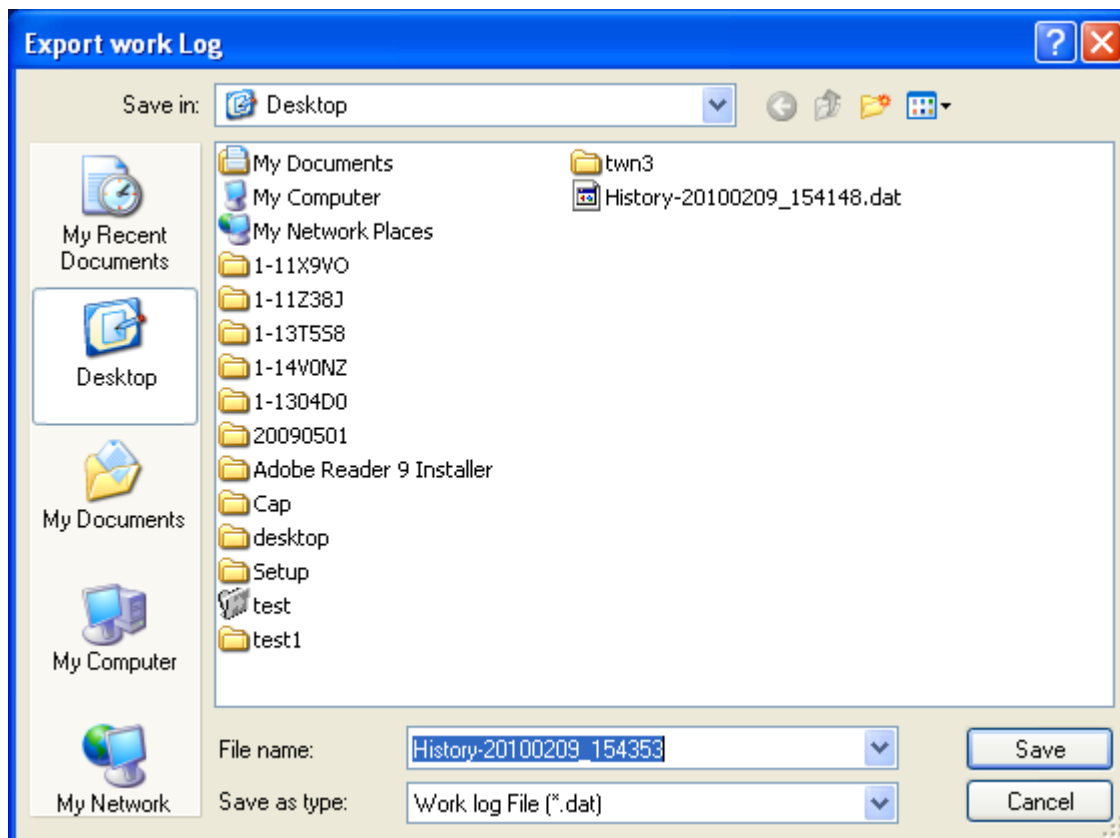 Export work Log
Save in: Desktop
My Recent
Documents
Desktop
My Documents
My Computer
My Network
My Documents
My Computer
My Network Places
1-11X9VO
1-11Z38J
1-13T5S8
1-14V0NZ
1-1304D0
20090501
Adobe Reader 9 Installer
Cap
desktop
Setup
test
test1
twn3
History-20100209_154148.dat
File name: History-20100209_154353 Save
Save as type: Work log File (*.dat) Cancel